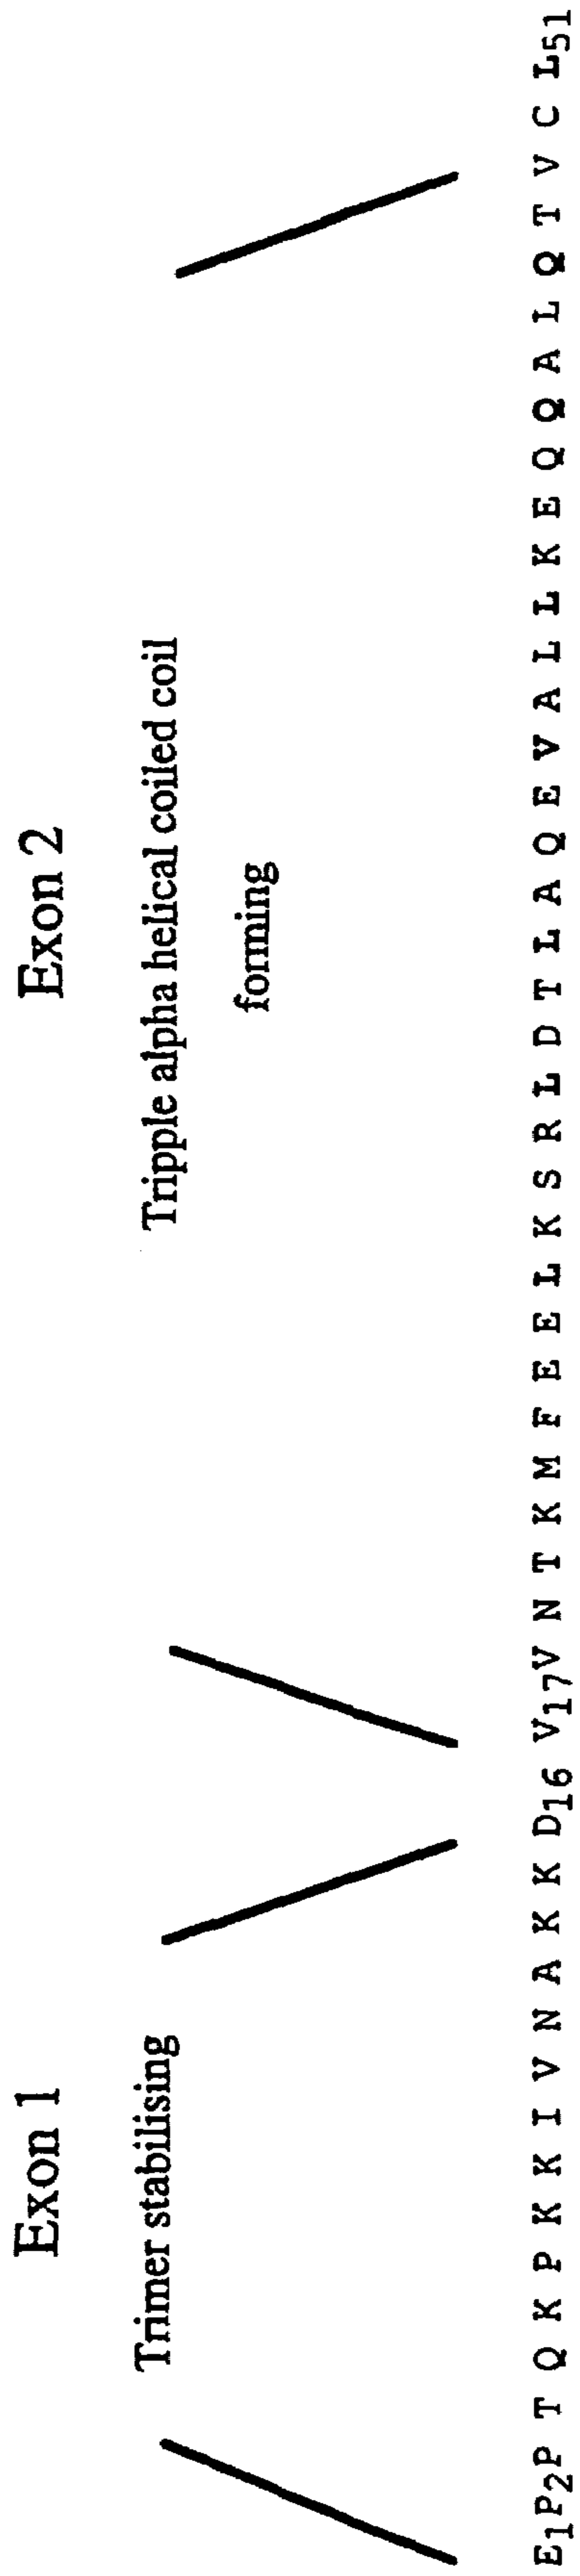 Exon 1 Exon 2
Trimer stabilising Tripple alpha helical coiled coil
forming
E₁P₂P T Q K P K K I V N A K K D₁₆ V₁₇V N T K M F E E L K S R L D T L A Q E V A L L K E Q Q A L Q T V C L₅₁